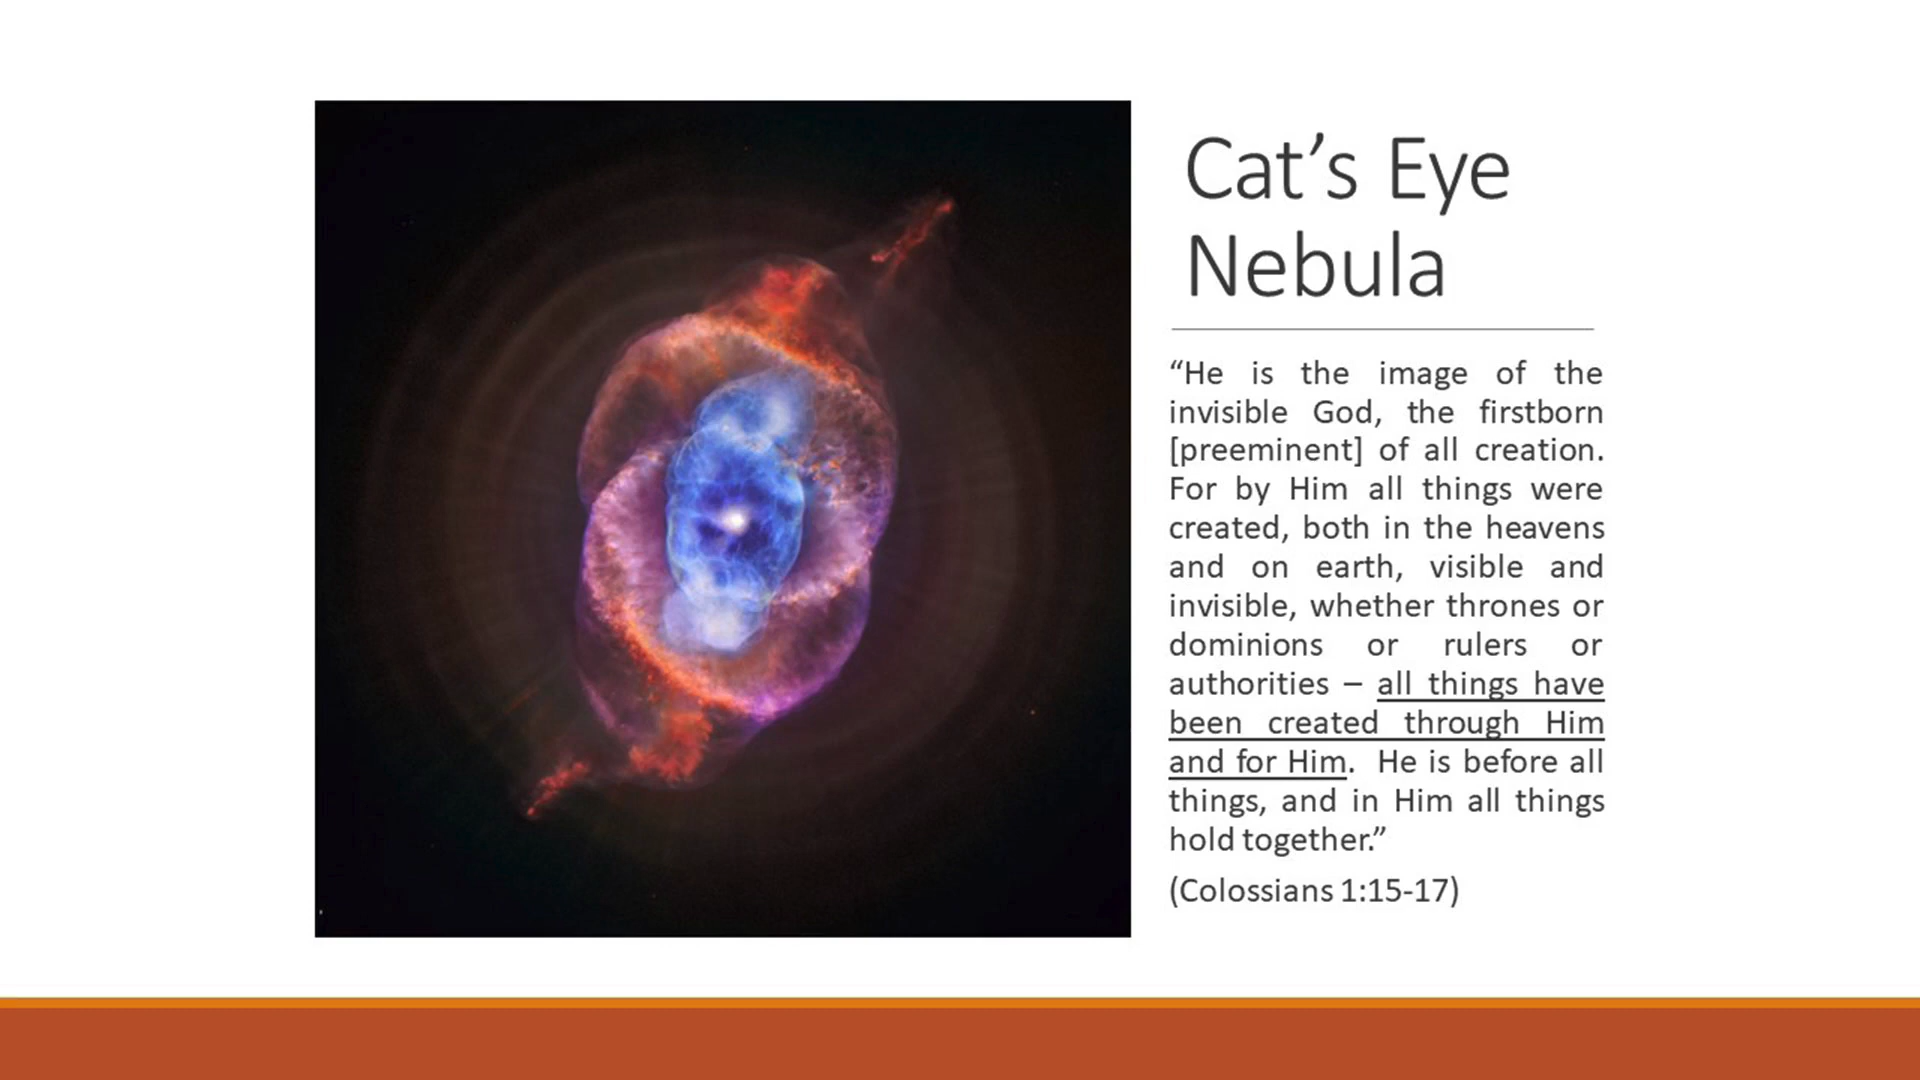 Cat’s Eye
Nebula
“He is the image of the
invisible God, the firstborn
[preeminent] of all creation.
For by Him all things were
created, both in the heavens
and on earth, visible and
invisible, whether thrones or
dominions or rulers or
authorities – all things have
been created through Him
and for Him. He is before all
things, and in Him all things
hold together.”
(Colossians 1:15-17)